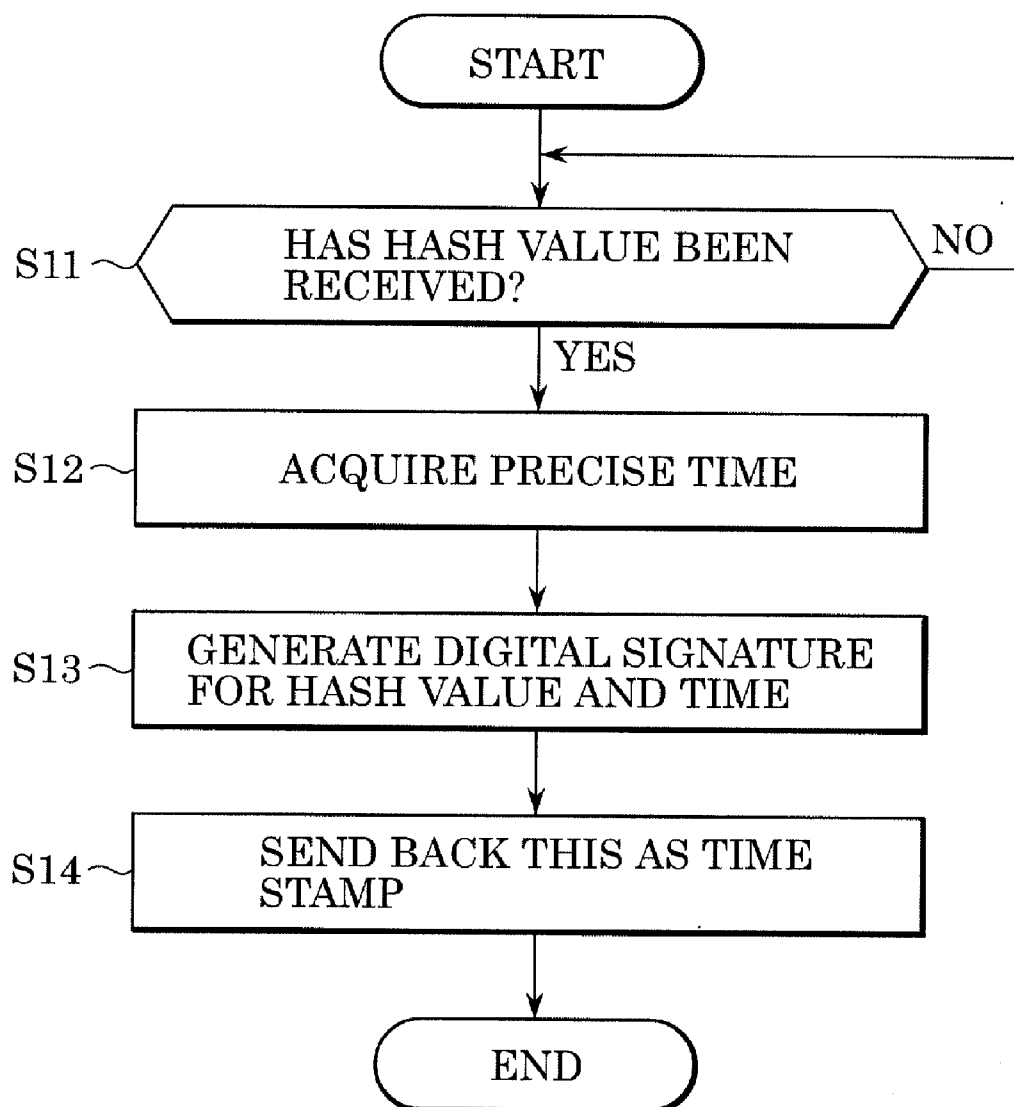 START
S11
HAS HASH VALUE BEEN
RECEIVED?
NO
YES
S12
ACQUIRE PRECISE TIME
S13
GENERATE DIGITAL SIGNATURE
FOR HASH VALUE AND TIME
S14
SEND BACK THIS AS TIME
STAMP
END